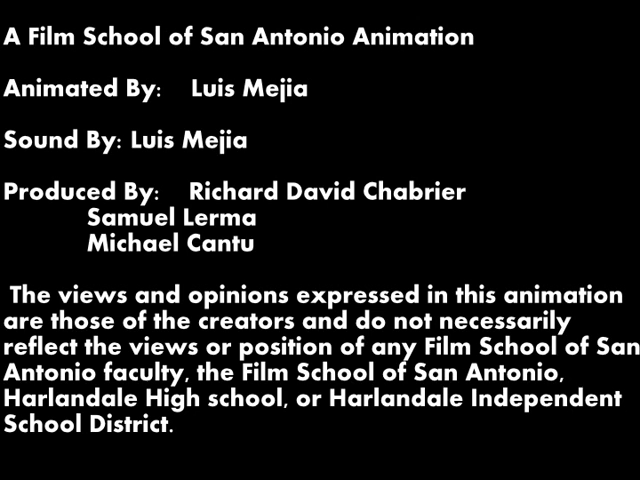 A Film School of San Antonio Animation
Animated By: Luis Mejia
Sound By: Luis Mejia
Produced By: Richard David Chabrier
Samuel Lerma
Michael Cantu
The views and opinions expressed in this animation
are those of the creators and do not necessarily
reflect the views or position of any Film School of San
Antonio faculty, the Film School of San Antonio,
Harlandale High school, or Harlandale Independent
School District.